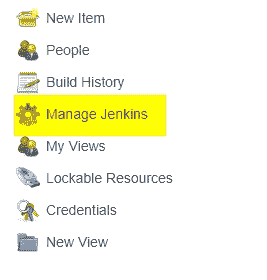 New Item
People
Build History
Manage Jenkins
My Views
Lockable Resources
Credentials
New View